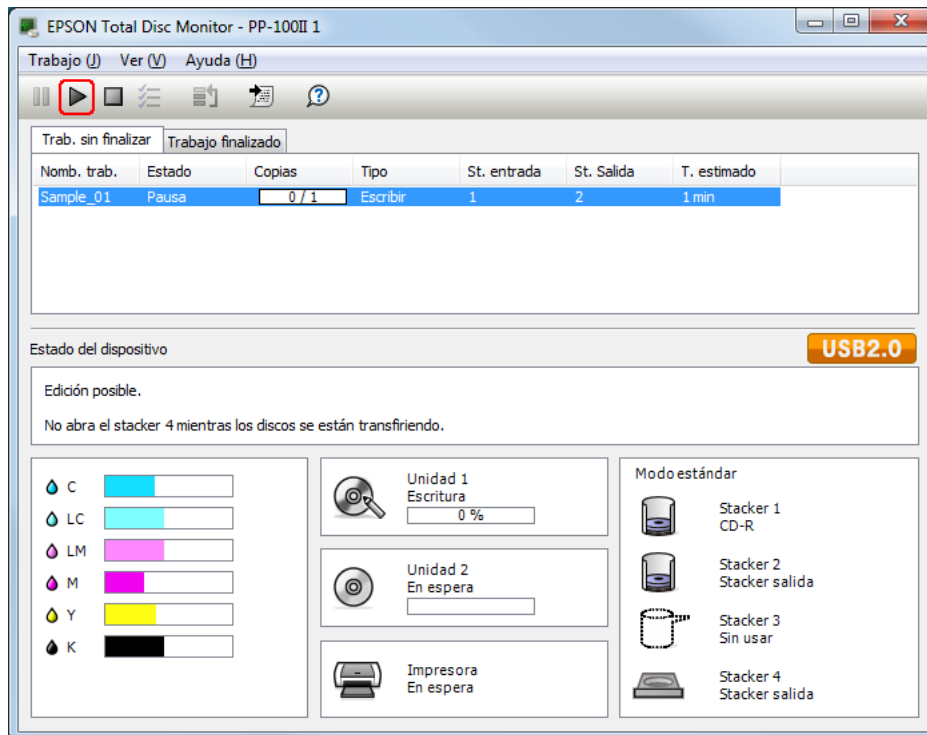 EPSON Total Disc Monitor - PP-100II 1
Trabajo (J) Ver (V) Ayuda (H)
Trab. sin finalizar Trabajo finalizado
Nomb. trab. Estado Copias Tipo St. entrada St. Salida T. estimado
Sample_01 Pausa 0 / 1 Escribir 1 2 1 min
Estado del dispositivo USB2.0
Edición posible.
No abra el stacker 4 mientras los discos se están transfiriendo.
C
LC
LM
M
Y
K
Unidad 1
Escritura
0 %
Unidad 2
En espera
Impresora
En espera
Modo estándar
Stacker 1
CD-R
Stacker 2
Stacker salida
Stacker 3
Sin usar
Stacker 4
Stacker salida